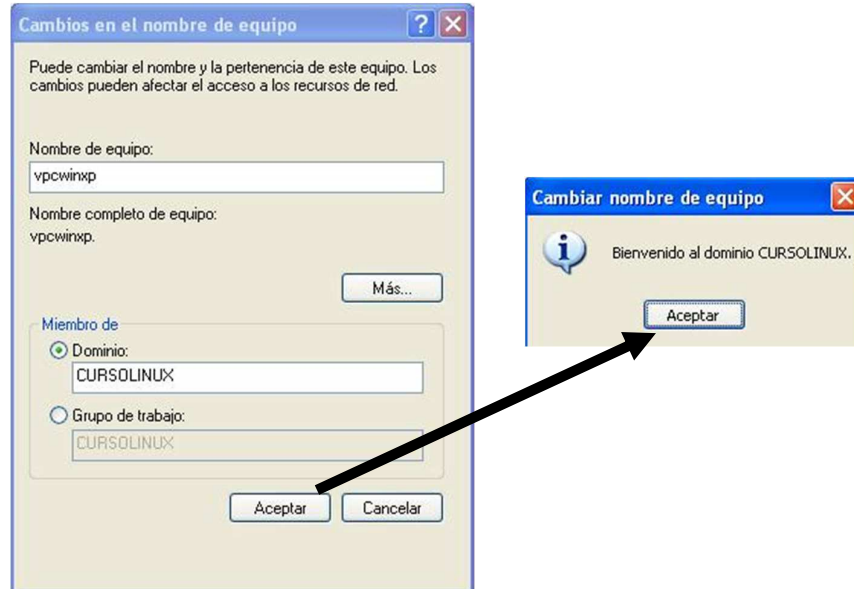 Cambios en el nombre de equipo
Puede cambiar el nombre y la pertenencia de este equipo. Los
cambios pueden afectar el acceso a los recursos de red.
Nombre de equipo:
vpcwinxp
Nombre completo de equipo:
vpcwinxp.
Más...
Miembro de
Dominio:
CURSOLINUX
Grupo de trabajo:
CURSOLINUX
Aceptar
Cancelar
Cambiar nombre de equipo
Bienvenido al dominio CURSOLINUX.
Aceptar